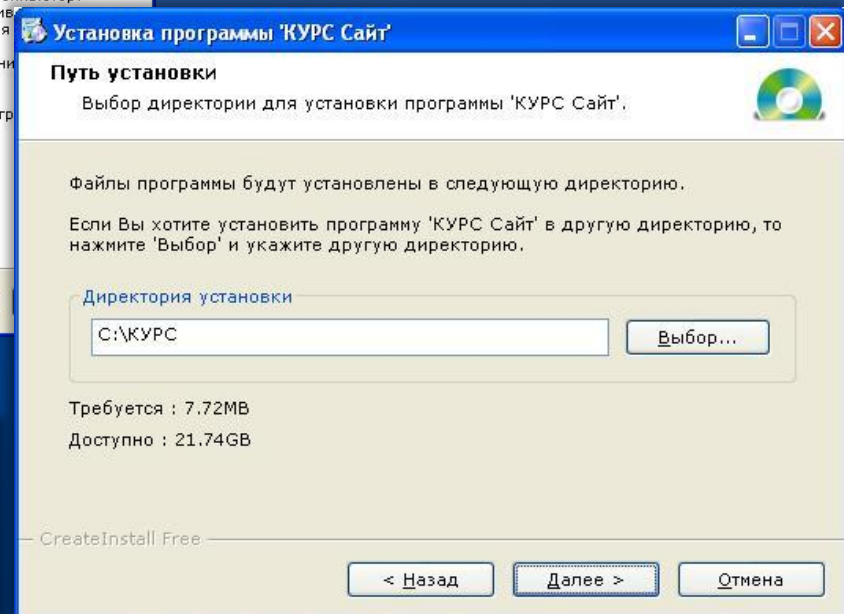 Установка программы 'КУРС Сайт'
Путь установки
Выбор директории для установки программы 'КУРС Сайт'.
Файлы программы будут установлены в следующую директорию.
Если Вы хотите установить программу 'КУРС Сайт' в другую директорию, то
нажмите 'Выбор' и укажите другую директорию.
Директория установки
C:\КУРС
Выбор...
Требуется : 7.72MB
Доступно : 21.74GB
CreateInstall Free
< Назад
Далее >
Отмена